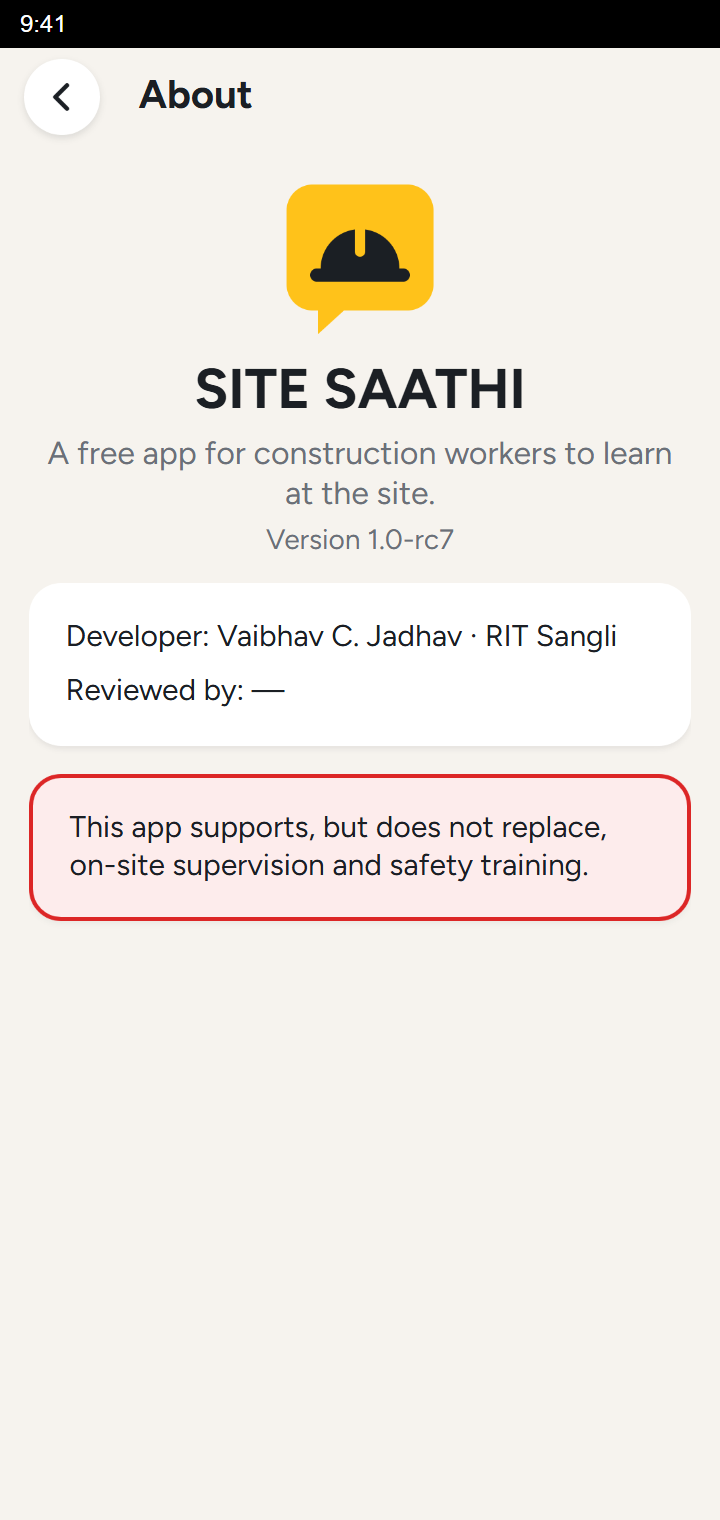 9:41
About
SITE SAATHI
A free app for construction workers to learn
at the site.
Version 1.0-rc7
Developer: Vaibhav C. Jadhav · RIT Sangli
Reviewed by: —
This app supports, but does not replace,
on-site supervision and safety training.